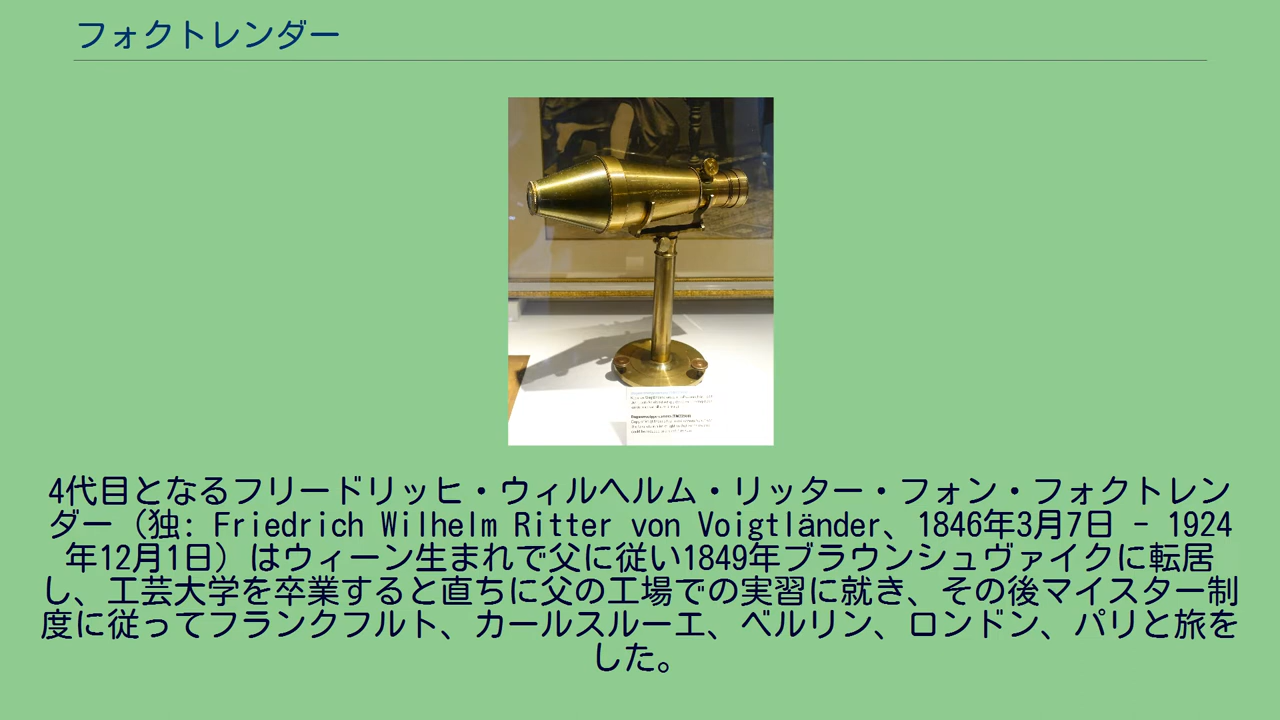 フォクトレンダー
4代目となるフリードリッヒ・ウィルヘルム・リッター・フォン・フォクトレン
ダー（独: Friedrich Wilhelm Ritter von Voigtländer、1846年3月7日 - 1924
年12月1日）はウィーン生まれで父に従い1849年ブラウンシュヴァイクに転居
し、工芸大学を卒業すると直ちに父の工場での実習に就き、その後マイスター制
度に従ってフランクフルト、カールスルーエ、ベルリン、ロンドン、パリと旅を
した。